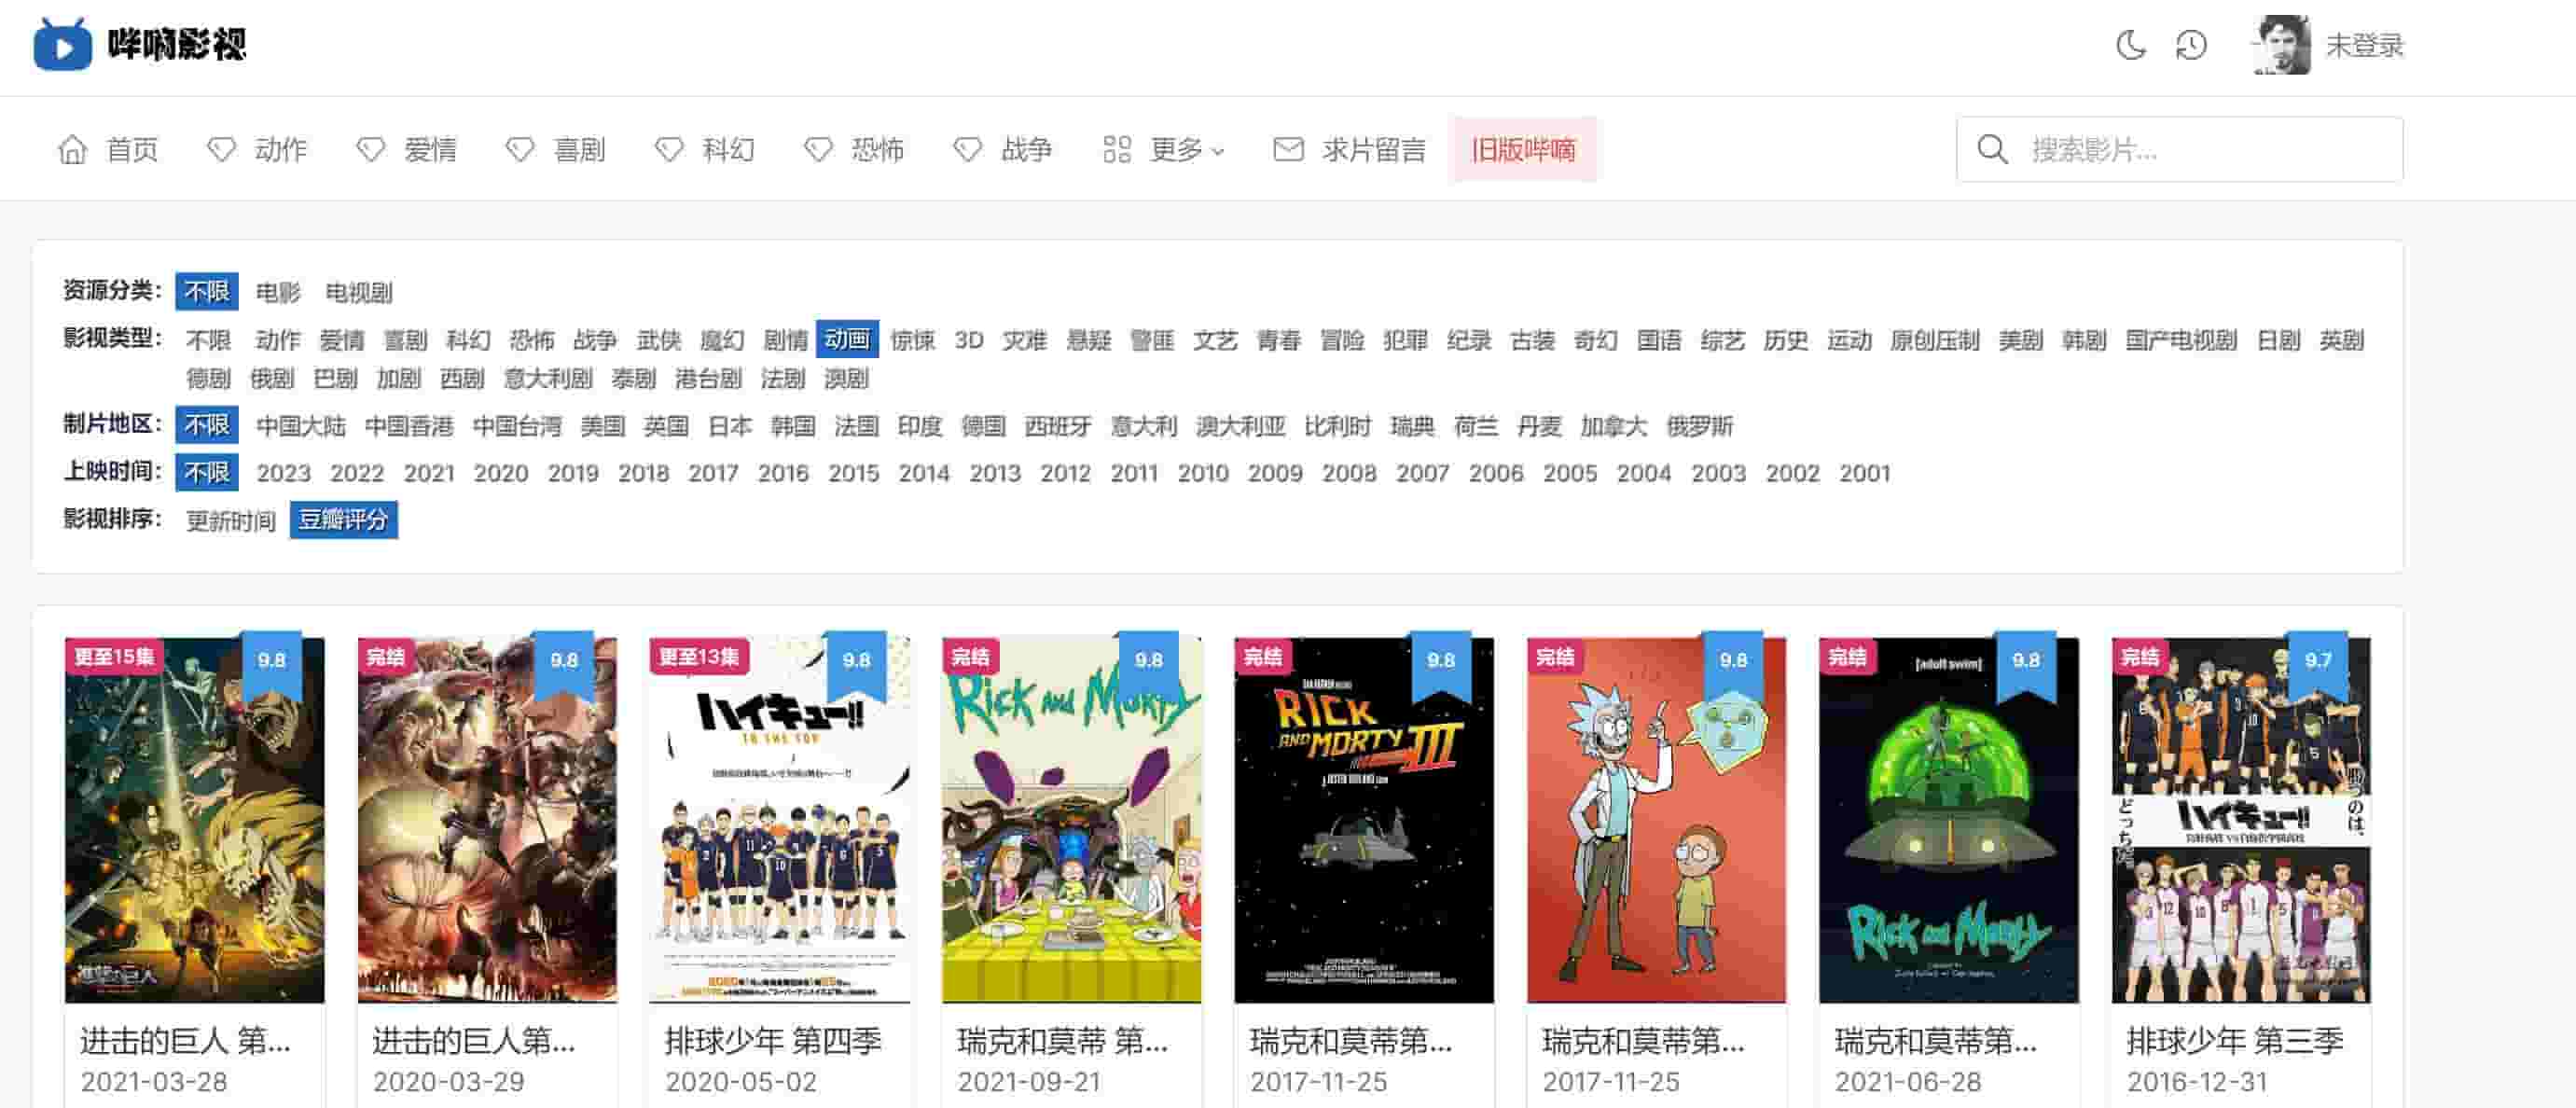 哔嘀影视
未登录
首页 动作 爱情 喜剧 科幻 恐怖 战争 更多 求片留言 旧版哔嘀 搜索影片...
资源分类： 不限 电影 电视剧
影视类型： 不限 动作 爱情 喜剧 科幻 恐怖 战争 武侠 魔幻 剧情 动画 惊悚 3D 灾难 悬疑 警匪 文艺 青春 冒险 犯罪 纪录 古装 奇幻 国语 综艺 历史 运动 原创压制 美剧 韩剧 国产电视剧 日剧 英剧
德剧 俄剧 巴剧 加剧 西剧 意大利剧 泰剧 港台剧 法剧 澳剧
制片地区： 不限 中国大陆 中国香港 中国台湾 美国 英国 日本 韩国 法国 印度 德国 西班牙 意大利 澳大利亚 比利时 瑞典 荷兰 丹麦 加拿大 俄罗斯
上映时间： 不限 2023 2022 2021 2020 2019 2018 2017 2016 2015 2014 2013 2012 2011 2010 2009 2008 2007 2006 2005 2004 2003 2002 2001
影视排序： 更新时间 豆瓣评分
更至15集 9.8
進撃の巨人
进击的巨人 第...
2021-03-28
完结 9.8
进击的巨人第...
2020-03-29
更至13集 9.8
ハイキュー!!
TO THE TOP
排球少年 第四季
2020-05-02
完结 9.8
Rick and Morty
瑞克和莫蒂 第...
2021-09-21
完结 9.8
RICK
AND MORTY III
瑞克和莫蒂第...
2017-11-25
完结 9.8
瑞克和莫蒂第...
2017-11-25
完结 9.8
[adult swim]
Rick and Morty
瑞克和莫蒂第...
2021-06-28
完结 9.7
勝つのは、
どっちだ。
ハイキュー!!
排球少年 第三季
2016-12-31